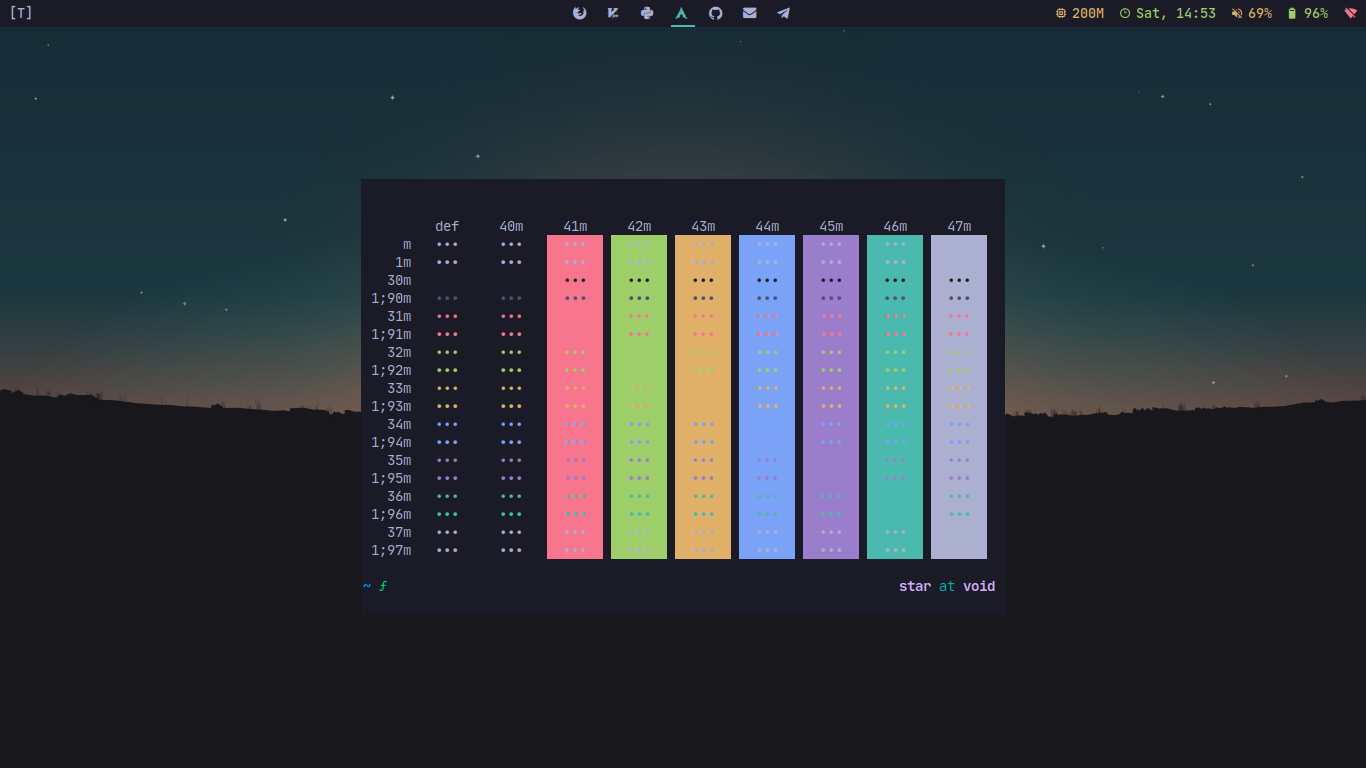 [T] 200M Sat, 14:53 69% 96%
def 40m 41m 42m 43m 44m 45m 46m 47m
m ••• ••• ••• ••• ••• ••• ••• ••• •••
1m ••• ••• ••• ••• ••• ••• ••• ••• •••
30m ••• ••• ••• ••• ••• ••• •••
1;90m ••• ••• ••• ••• ••• ••• ••• ••• •••
31m ••• ••• ••• ••• ••• ••• ••• •••
1;91m ••• ••• ••• ••• ••• ••• ••• •••
32m ••• ••• ••• ••• ••• ••• ••• •••
1;92m ••• ••• ••• ••• ••• ••• ••• •••
33m ••• ••• ••• ••• ••• ••• ••• •••
1;93m ••• ••• ••• ••• ••• ••• ••• •••
34m ••• ••• ••• ••• ••• ••• ••• •••
1;94m ••• ••• ••• ••• ••• ••• ••• •••
35m ••• ••• ••• ••• ••• ••• ••• •••
1;95m ••• ••• ••• ••• ••• ••• ••• •••
36m ••• ••• ••• ••• ••• ••• ••• •••
1;96m ••• ••• ••• ••• ••• ••• ••• •••
37m ••• ••• ••• ••• ••• ••• ••• •••
1;97m ••• ••• ••• ••• ••• ••• ••• •••
~ ƒ star at void